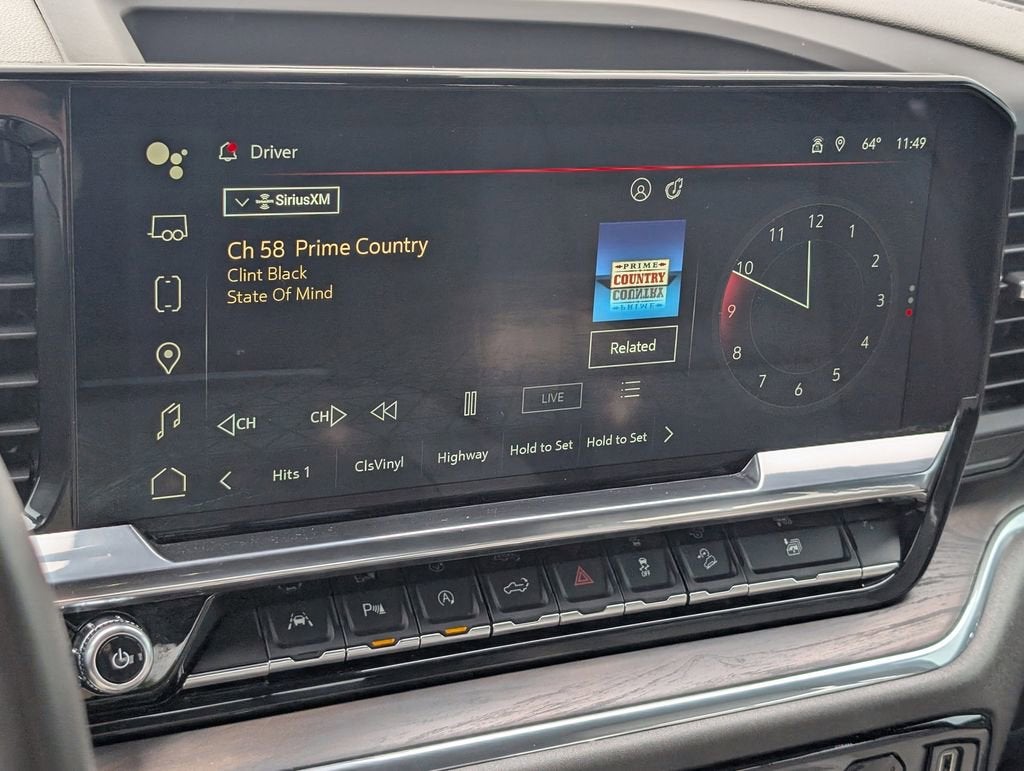 Driver
64° 11:49
SiriusXM
Ch 58 Prime Country
Clint Black
State Of Mind
PRIME
COUNTRY
Related
12
1
2
3
4
5
6
7
8
9
10
11
CH
CH
LIVE
Hits 1
ClsVinyl
Highway
Hold to Set
Hold to Set
P
A
OFF